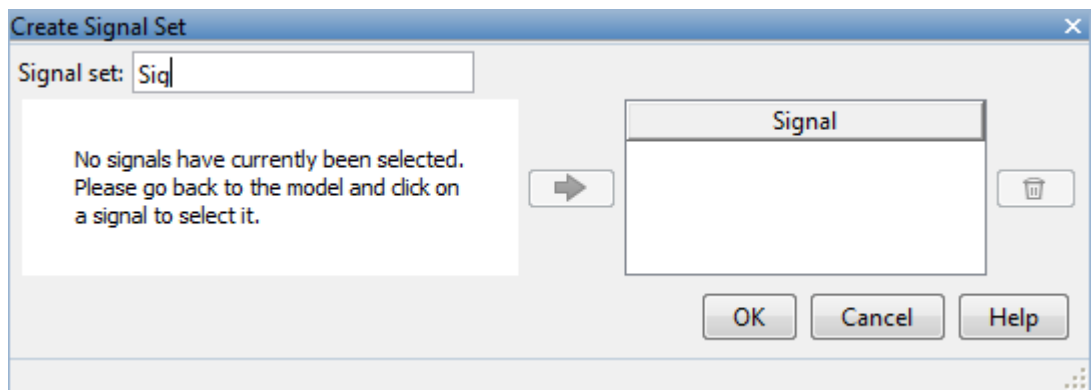 Create Signal Set
Signal set: Sig
No signals have currently been selected.
Please go back to the model and click on
a signal to select it.
Signal
OK Cancel Help